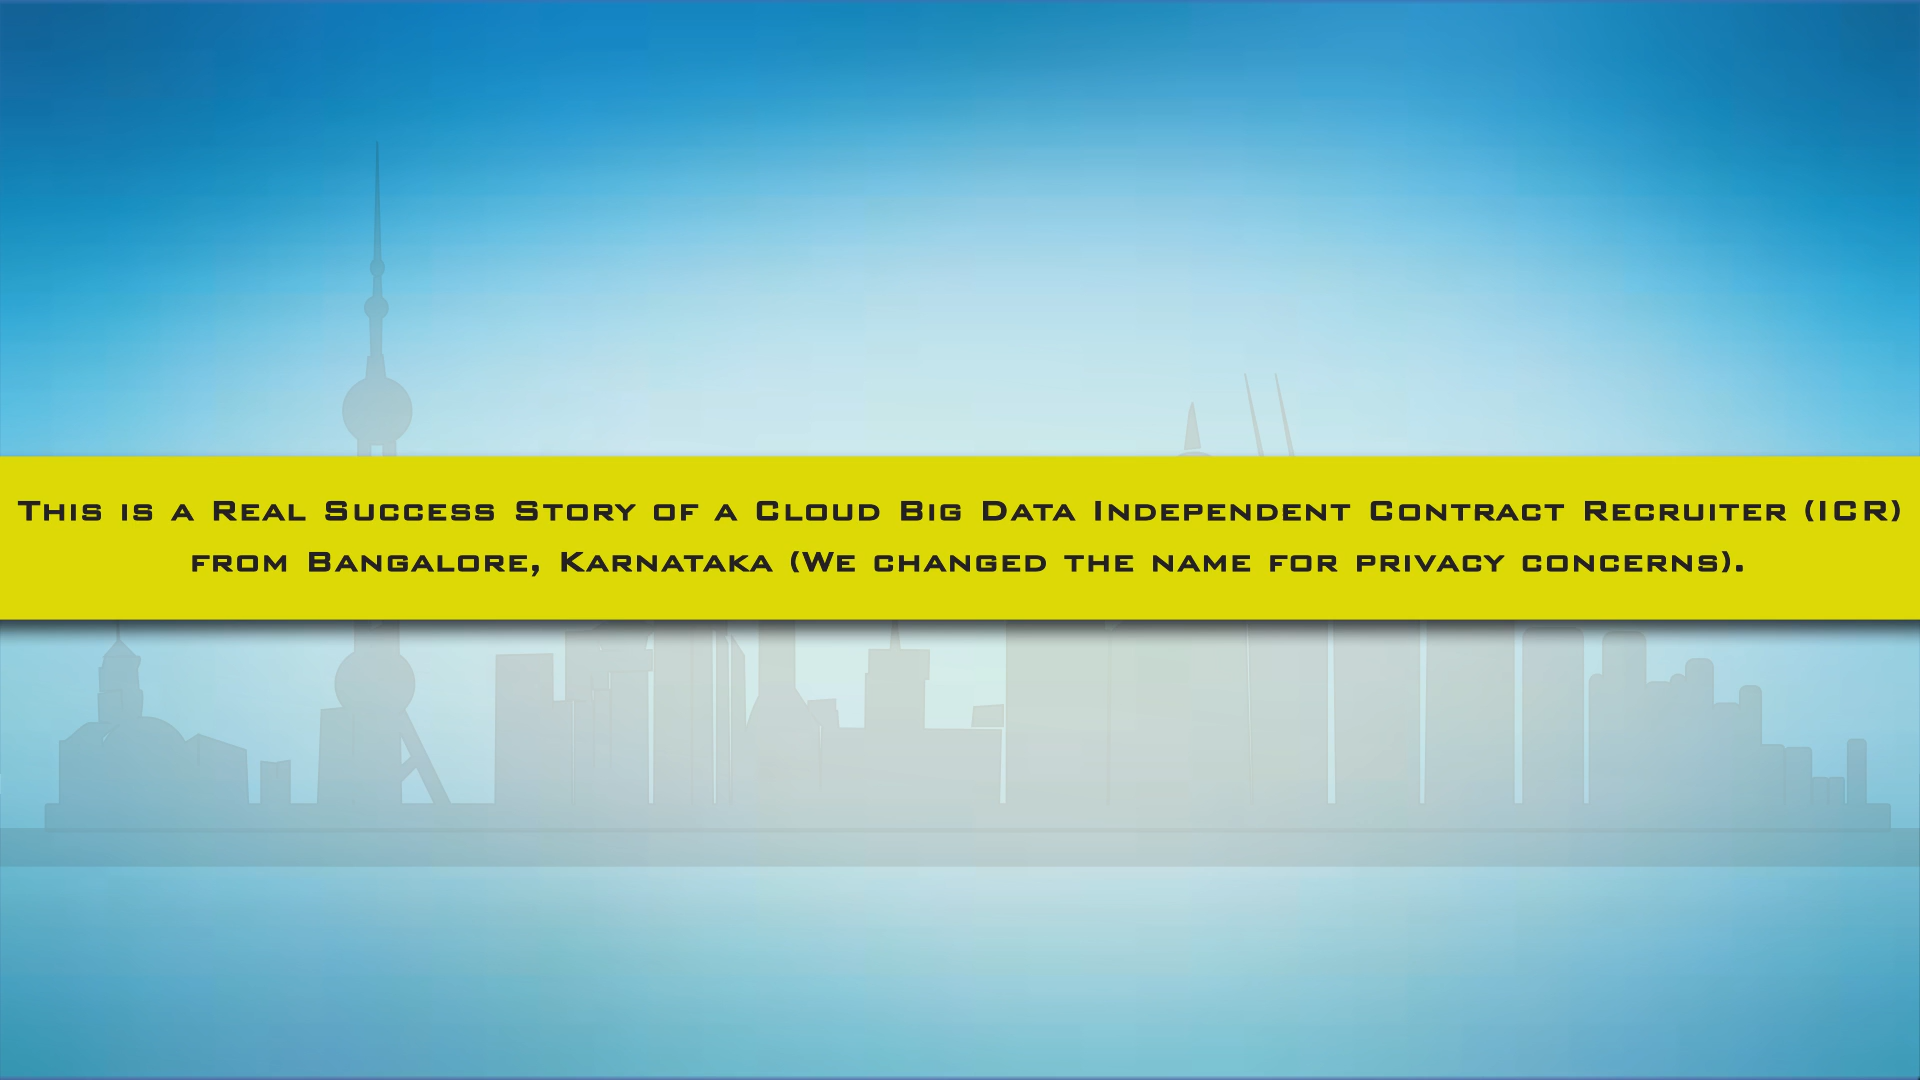 This is a Real Success Story of a Cloud Big Data Independent Contract Recruiter (ICR)
from Bangalore, Karnataka (We changed the name for privacy concerns).